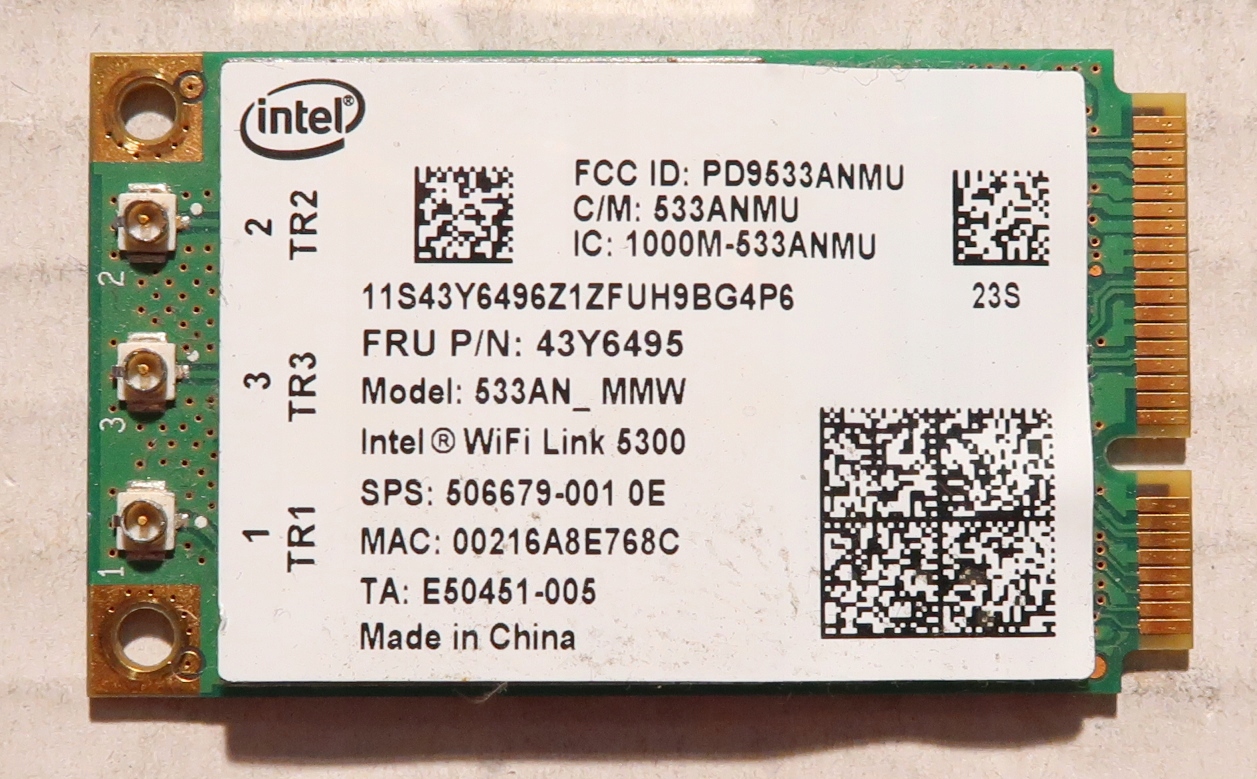 intel®
FCC ID: PD9533ANMU
C/M: 533ANMU
IC: 1000M-533ANMU
23S
11S43Y6496Z1ZFUH9BG4P6
FRU P/N: 43Y6495
Model: 533AN_ MMW
Intel® WiFi Link 5300
SPS: 506679-001 0E
MAC: 00216A8E768C
TA: E50451-005
Made in China
2
TR2
3
TR3
1
TR1
2
3
1